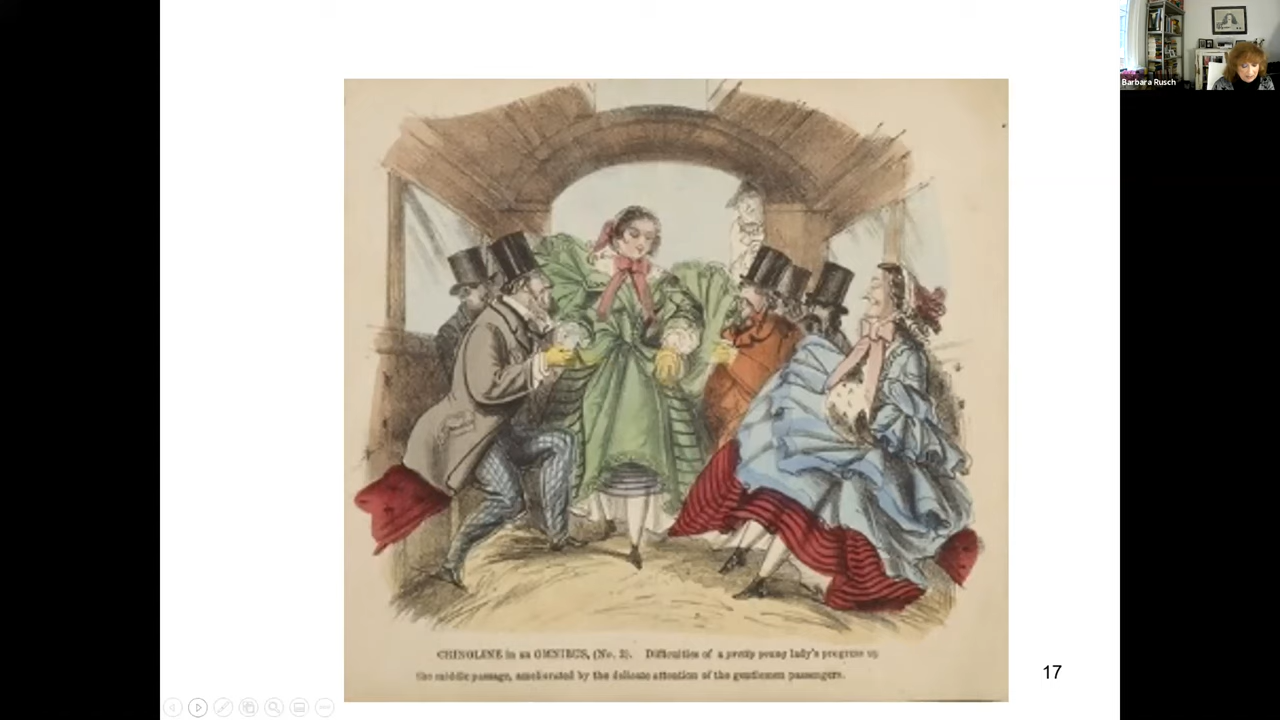 Barbara Rusch
CRINOLINE in an OMNIBUS, (No. 2). Difficulties of a pretty young lady's progress up
the middle passage, ameliorated by the delicate attention of the gentlemen passengers.
17